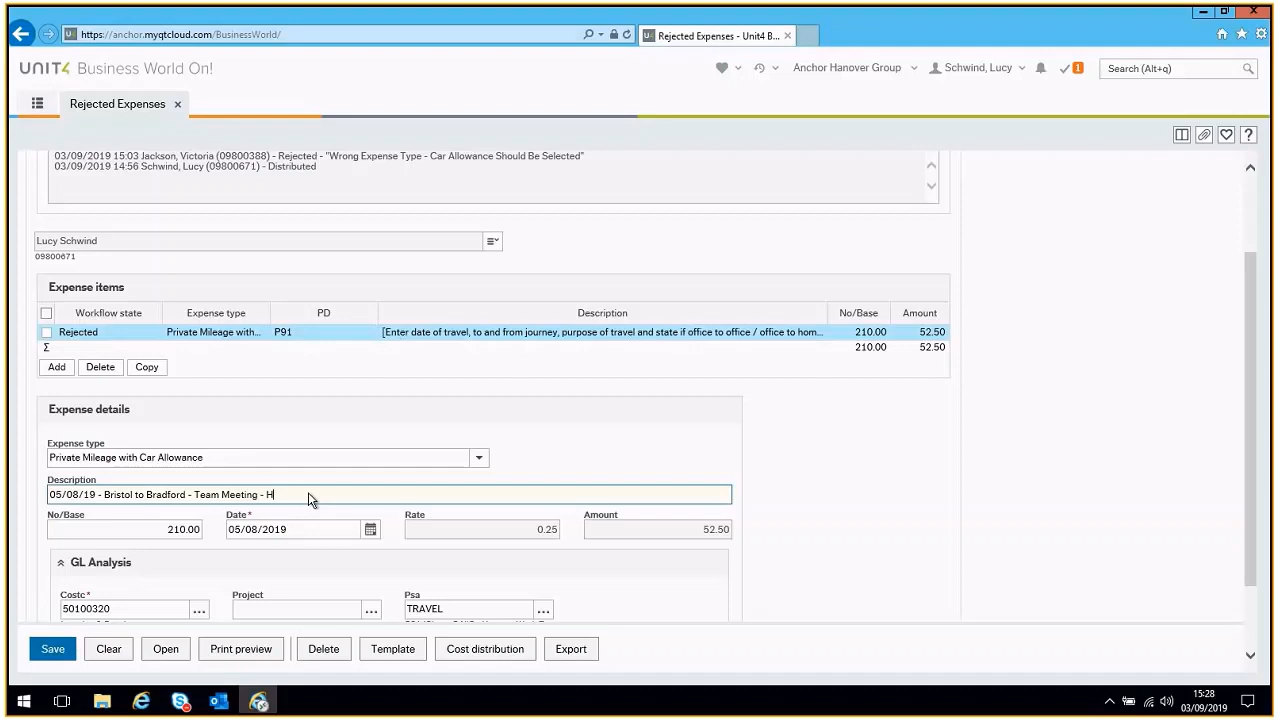 https://anchor.myqtcloud.com/BusinessWorld/
Rejected Expenses - Unit4 B...
UNIT4 Business World On!
Anchor Hanover Group
Schwind, Lucy
1
Search (Alt+q)
Rejected Expenses
03/09/2019 15:03 Jackson, Victoria (09800388) - Rejected - "Wrong Expense Type - Car Allowance Should Be Selected"
03/09/2019 14:56 Schwind, Lucy (09800671) - Distributed
Lucy Schwind
09800671
Expense items
Workflow state Expense type PD Description No/Base Amount
Rejected Private Mileage with... P91 [Enter date of travel, to and from journey, purpose of travel and state if office to office / office to hom... 210.00 52.50
Σ 210.00 52.50
Add Delete Copy
Expense details
Expense type
Private Mileage with Car Allowance
Description
05/08/19 - Bristol to Bradford - Team Meeting - H
No/Base Date* Rate Amount
210.00 05/08/2019 0.25 52.50
GL Analysis
Costc* Project Psa
50100320 ... ... TRAVEL ...
Save Clear Open Print preview Delete Template Cost distribution Export
15:28
03/09/2019